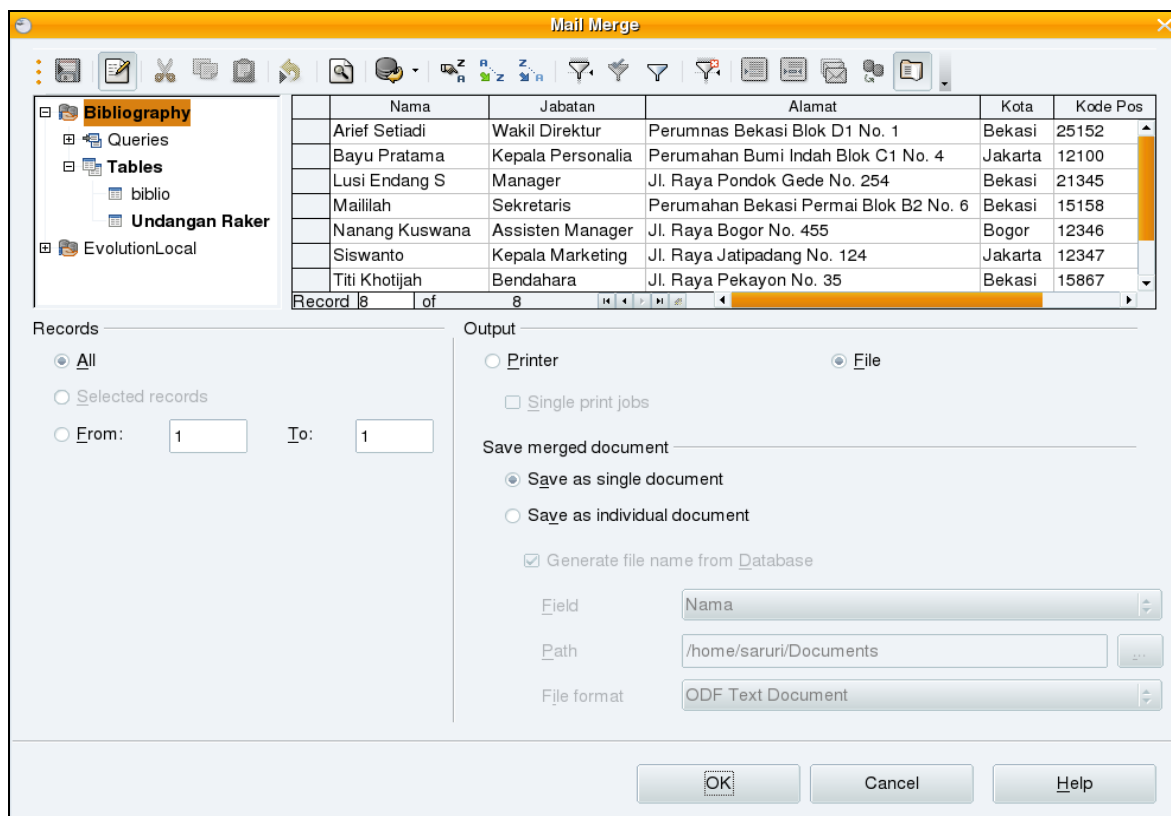 Mail Merge
Bibliography
Queries
Tables
biblio
Undangan Raker
EvolutionLocal
Nama Jabatan Alamat Kota Kode Pos
Arief Setiadi Wakil Direktur Perumnas Bekasi Blok D1 No. 1 Bekasi 25152
Bayu Pratama Kepala Personalia Perumahan Bumi Indah Blok C1 No. 4 Jakarta 12100
Lusi Endang S Manager Jl. Raya Pondok Gede No. 254 Bekasi 21345
Maililah Sekretaris Perumahan Bekasi Permai Blok B2 No. 6 Bekasi 15158
Nanang Kuswana Assisten Manager Jl. Raya Bogor No. 455 Bogor 12346
Siswanto Kepala Marketing Jl. Raya Jatipadang No. 124 Jakarta 12347
Titi Khotijah Bendahara Jl. Raya Pekayon No. 35 Bekasi 15867
Record 8 of 8
Records
All
Selected records
From: 1 To: 1
Output
Printer File
Single print jobs
Save merged document
Save as single document
Save as individual document
Generate file name from Database
Field Nama
Path /home/saruri/Documents ...
File format ODF Text Document
OK Cancel Help